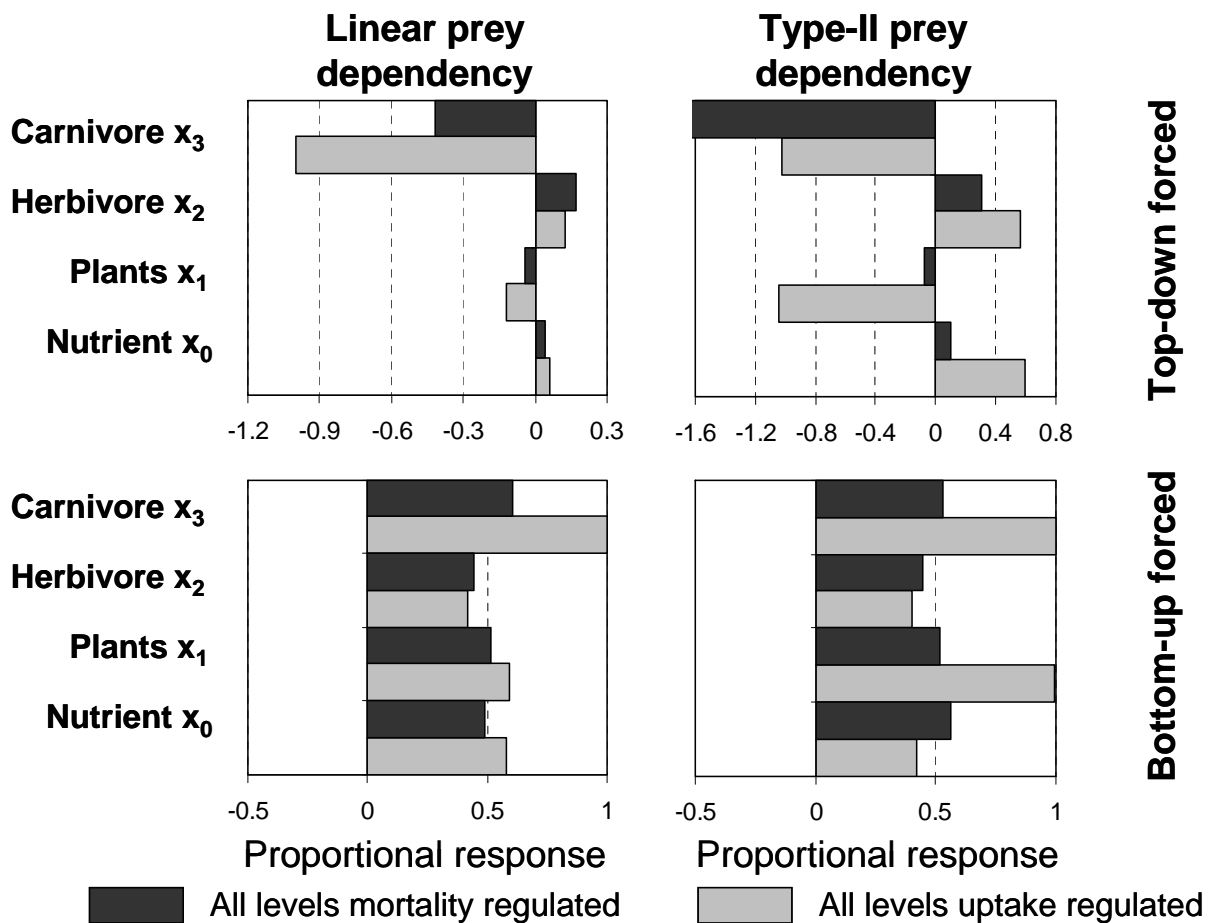 Linear prey
dependency
Type-II prey
dependency
Carnivore x3
Herbivore x2
Plants x1
Nutrient x0
-1.2 -0.9 -0.6 -0.3 0 0.3
-1.6 -1.2 -0.8 -0.4 0 0.4 0.8
Top-down forced
Carnivore x3
Herbivore x2
Plants x1
Nutrient x0
-0.5 0 0.5 1
-0.5 0 0.5 1
Bottom-up forced
Proportional response
Proportional response
All levels mortality regulated
All levels uptake regulated